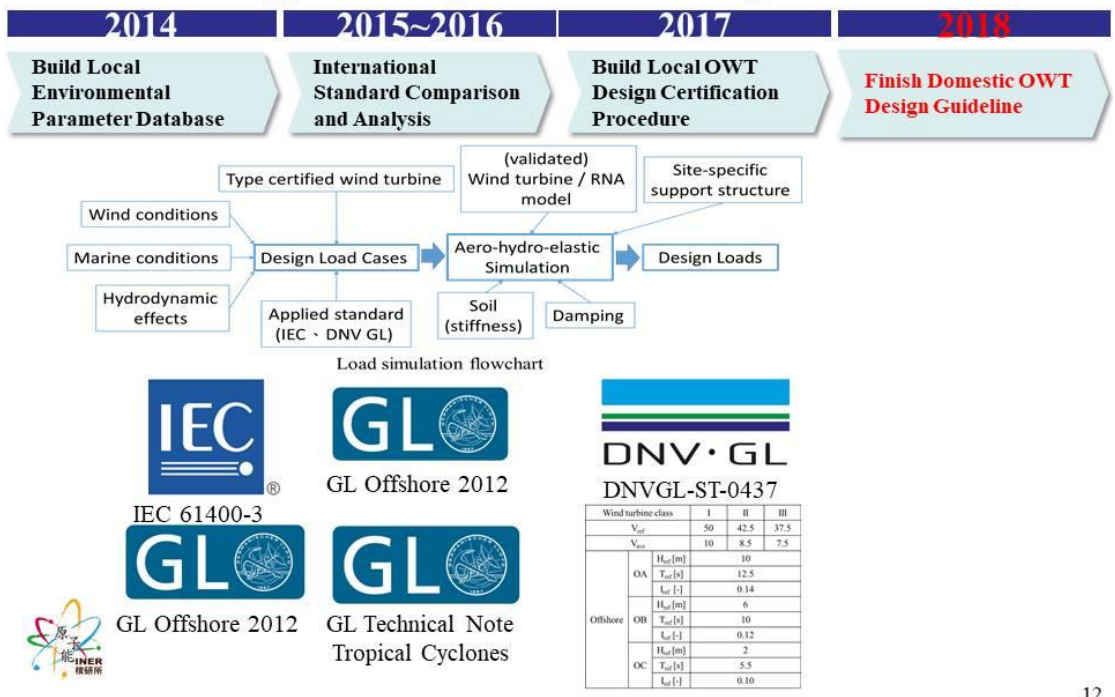 2014
2015~2016
2017
2018
Build Local
Environmental
Parameter Database
International
Standard Comparison
and Analysis
Build Local OWT
Design Certification
Procedure
Finish Domestic OWT
Design Guideline
Type certified wind turbine
(validated)
Wind turbine / RNA
model
Site-specific
support structure
Wind conditions
Marine conditions
Design Load Cases
Aero-hydro-elastic
Simulation
Design Loads
Hydrodynamic
effects
Applied standard
(IEC、DNV GL)
Soil
(stiffness)
Damping
Load simulation flowchart
IEC
®
IEC 61400-3
GL
GL Offshore 2012
DNV·GL
DNVGL-ST-0437
GL
GL Offshore 2012
GL
GL Technical Note
Tropical Cyclones
Wind turbine class I II III
Vref 50 42.5 37.5
Vave 10 8.5 7.5
Offshore
OA
Href [m] 10
Tref [s] 12.5
Iref [-] 0.14
OB
Href [m] 6
Tref [s] 10
Iref [-] 0.12
OC
Href [m] 2
Tref [s] 5.5
Iref [-] 0.10
原子能
INER
核研所
12